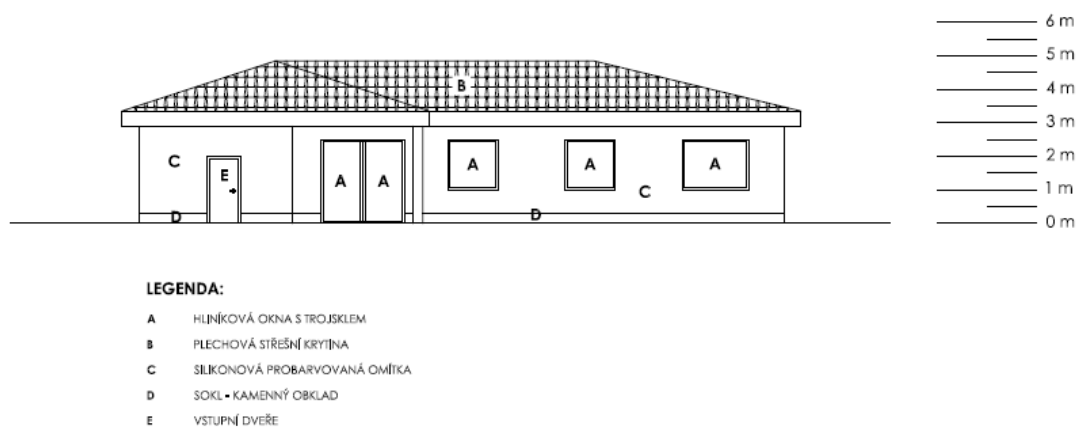 6 m
5 m
B
4 m
3 m
C
A
A
A
2 m
E
A
A
C
1 m
D
D
0 m
LEGENDA:
A HLINÍKOVÁ OKNA S TROJSKLEM
B PLECHOVÁ STŘEŠNÍ KRYTINA
C SILIKONOVÁ PROBARVOVANÁ OMÍTKA
D SOKL - KAMENNÝ OBKLAD
E VSTUPNÍ DVEŘE